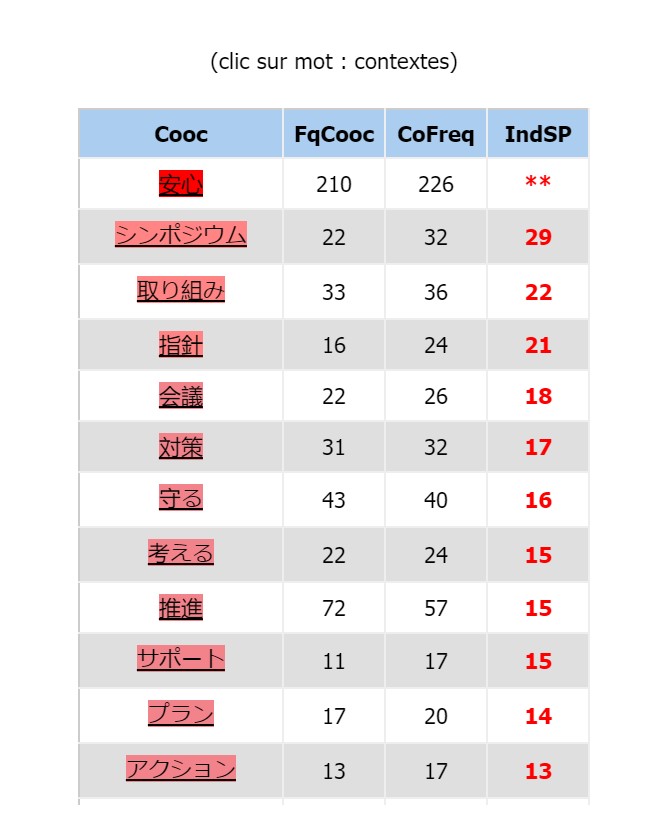 (clic sur mot : contextes)
Cooc FqCooc CoFreq IndSP
安心 210 226 **
シンポジウム 22 32 29
取り組み 33 36 22
指針 16 24 21
会議 22 26 18
対策 31 32 17
守る 43 40 16
考える 22 24 15
推進 72 57 15
サポート 11 17 15
プラン 17 20 14
アクション 13 17 13